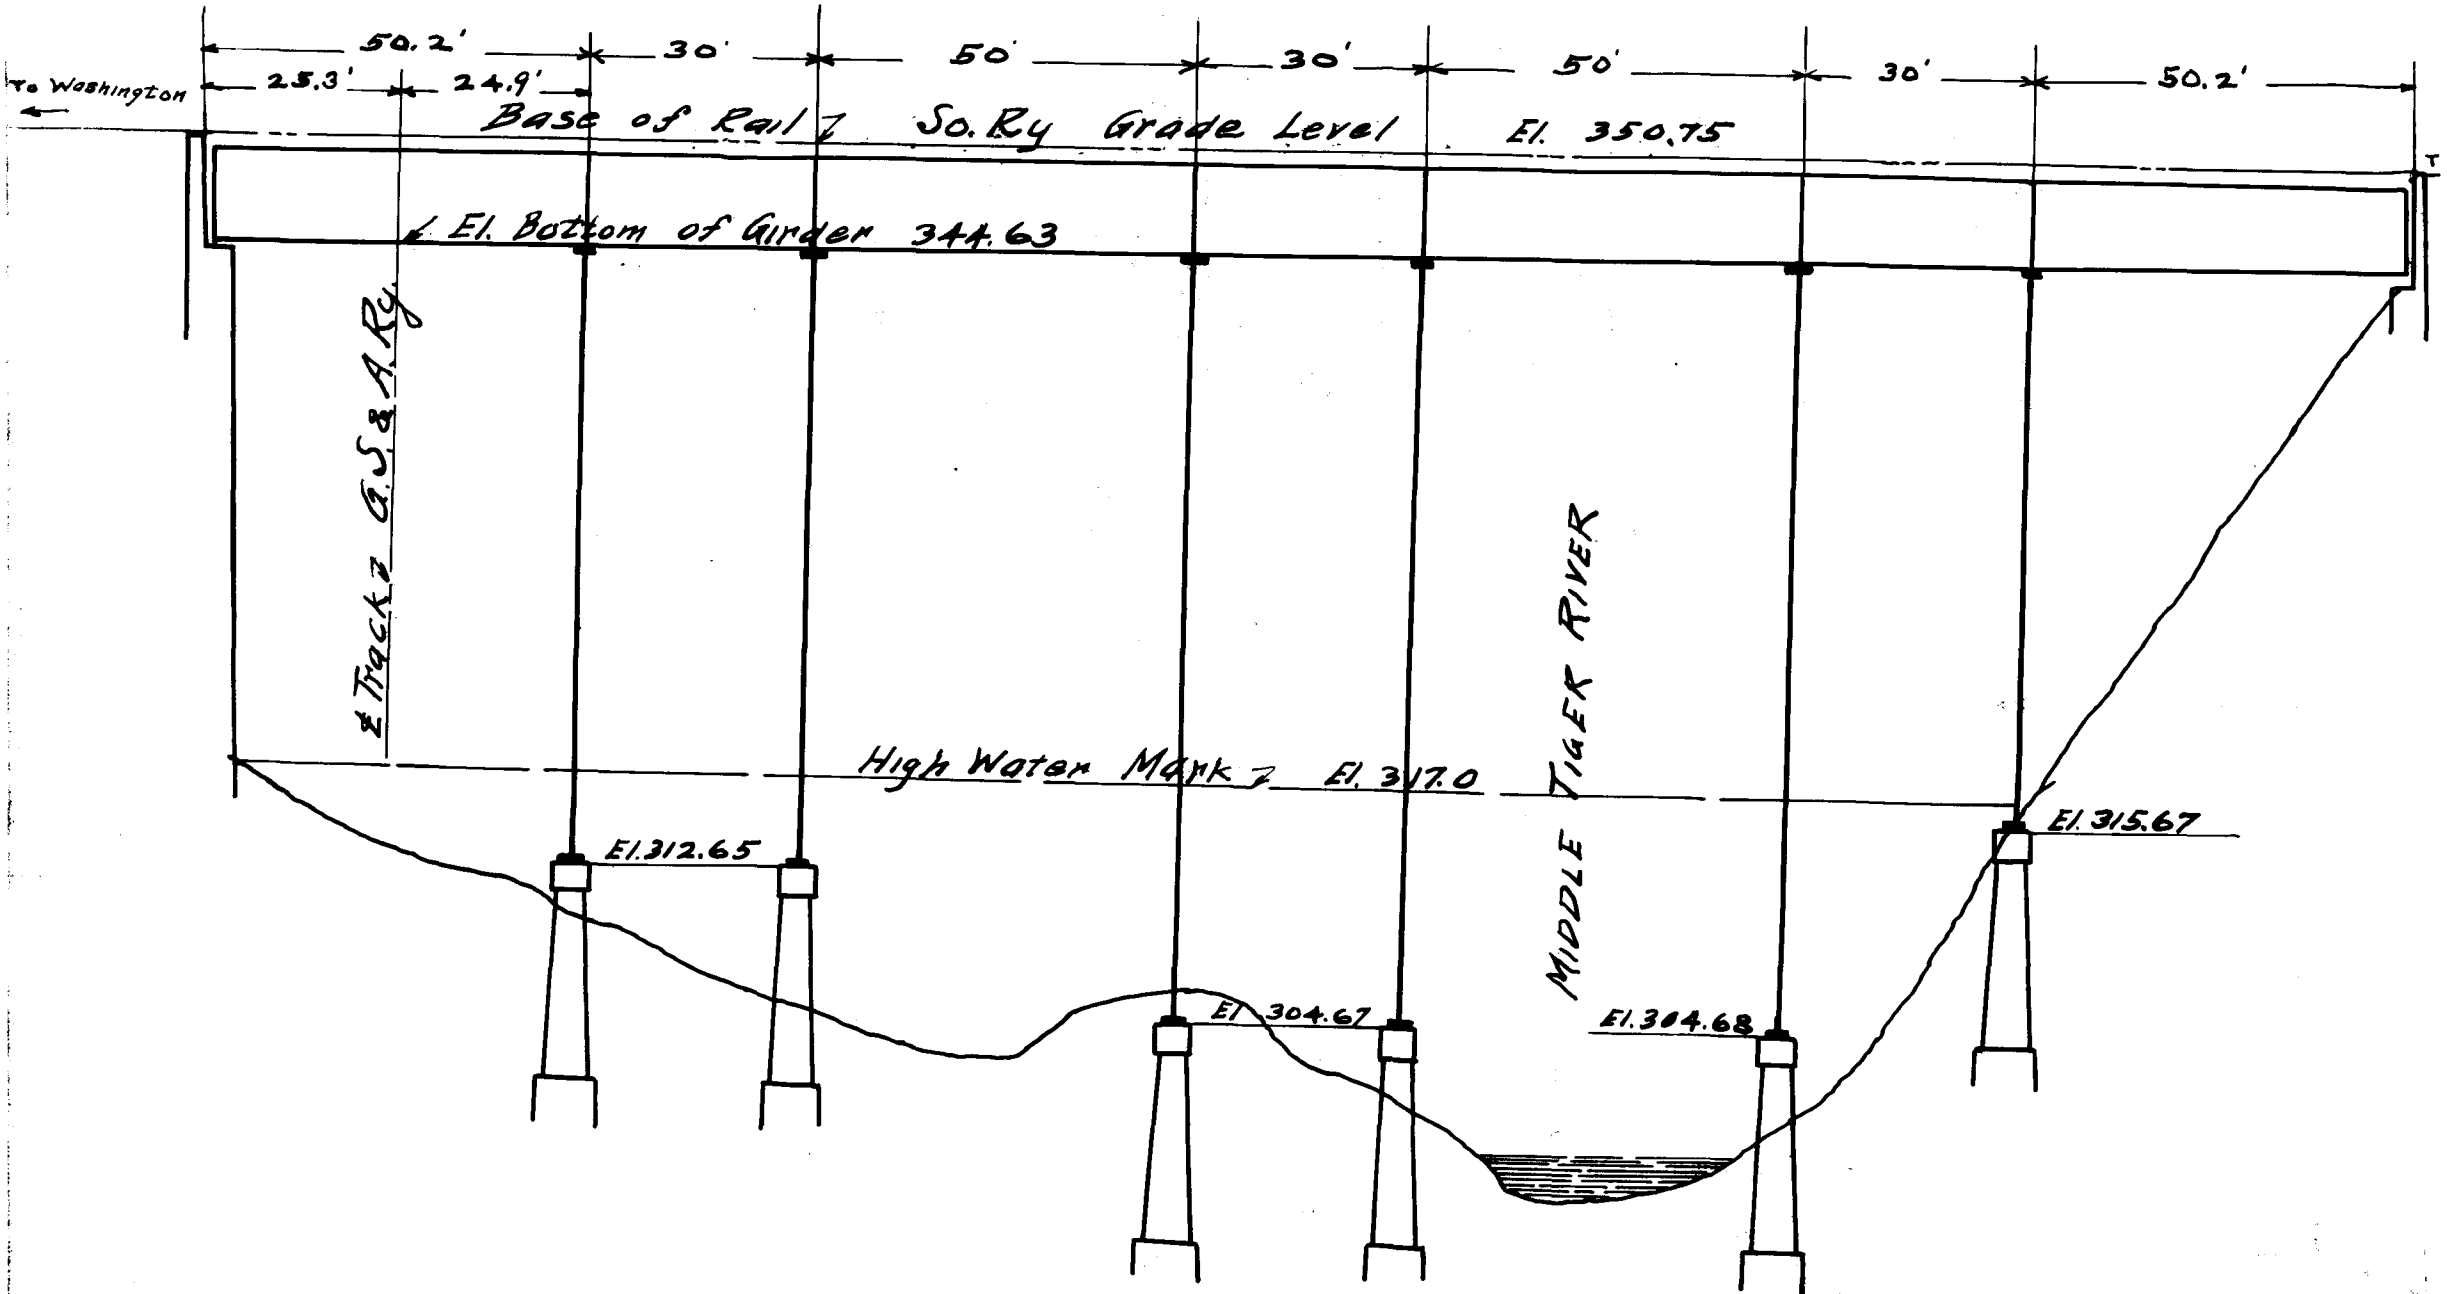 50.2' 30' 50' 30' 50' 30' 50.2'
To Washington
25.3' 24.9'
Base of Rail So. Ry Grade Level El. 350.75
T
El. Bottom of Girder 344.63
℄ Track G.S. & A. Ry.
MIDDLE TIGER RIVER
High Water Mark El. 317.0
El. 315.67
El. 312.65
El. 304.67
El. 304.68